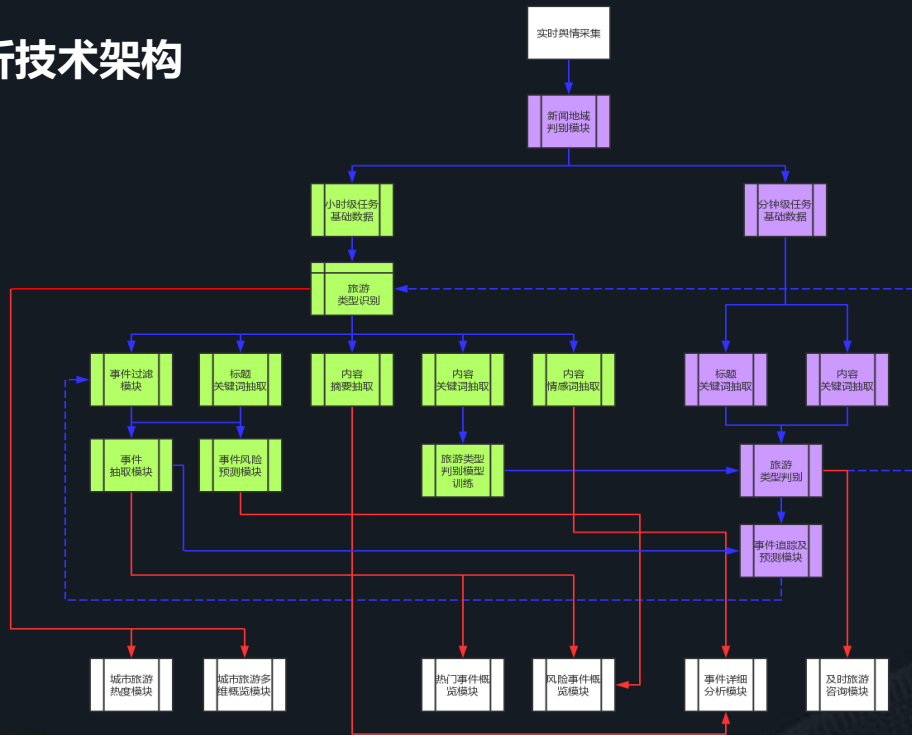 析技术架构
实时舆情采集
新闻地域
判别模块
小时级任务
基础数据
分钟级任务
基础数据
旅游
类型识别
事件过滤
模块
标题
关键词抽取
内容
摘要抽取
内容
关键词抽取
内容
情感词抽取
标题
关键词抽取
内容
关键词抽取
事件
抽取模块
事件风险
预测模块
旅游类型
判别模型
训练
旅游
类型判别
事件追踪及
预测模块
城市旅游
热度模块
城市旅游多
维概览模块
热门事件概
览模块
风险事件概
览模块
事件详细
分析模块
及时旅游
咨询模块